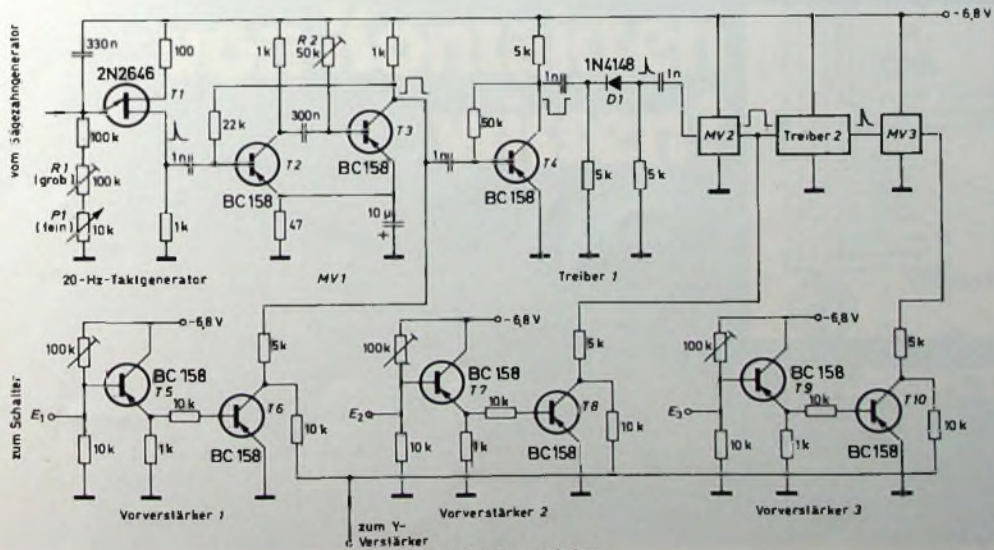 -6,8V
vom Sägezahngenerator
330n
100
2N2646
T1
100k
R1
(grob)
100k
P1
(fein)
10k
1n
1k
20-Hz-Taktgenerator
1k
R2
50k
1k
22k
300n
T2
BC158
T3
BC158
47
10µ
+
MV1
5k
1n
50k
1n
T4
BC158
1N4148
D1
1n
5k
5k
Treiber 1
MV2
Treiber 2
MV3
zum Schalter
-6,8V
100k
BC158
T5
E1
10k
1k
10k
5k
T6
BC158
10k
Vorverstärker 1
-6,8V
100k
BC158
T7
E2
10k
1k
10k
5k
T8
BC158
10k
Vorverstärker 2
-6,8V
100k
BC158
T9
E3
10k
1k
10k
5k
T10
BC158
10k
Vorverstärker 3
zum Y-
Verstärker